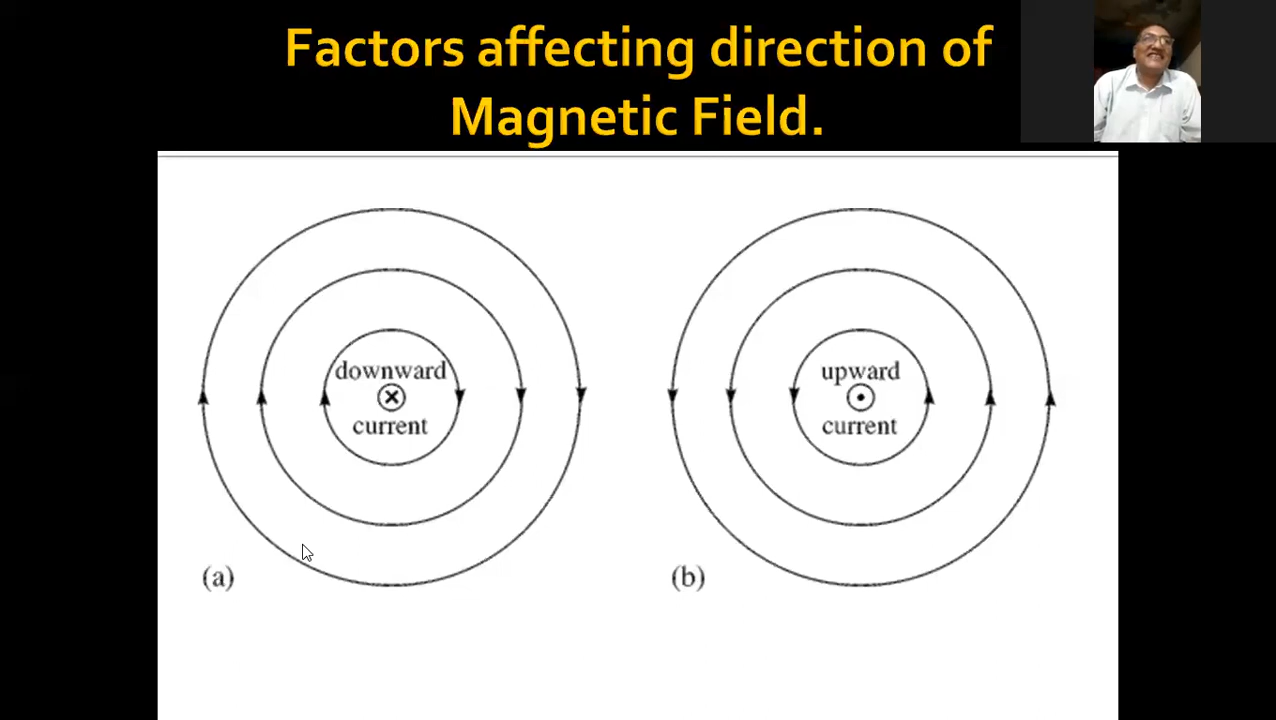 Factors affecting direction of
Magnetic Field.
downward
current
(a)
upward
current
(b)